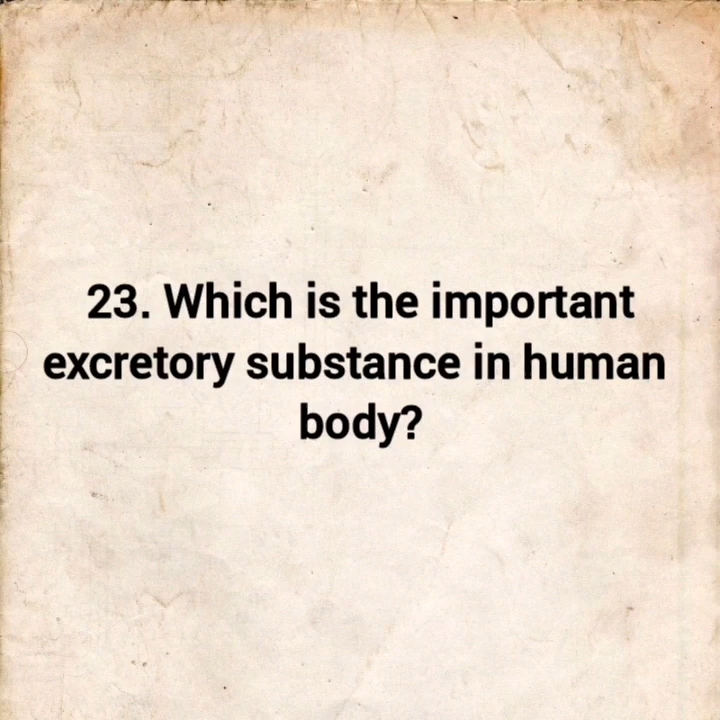 23. Which is the important
excretory substance in human
body?